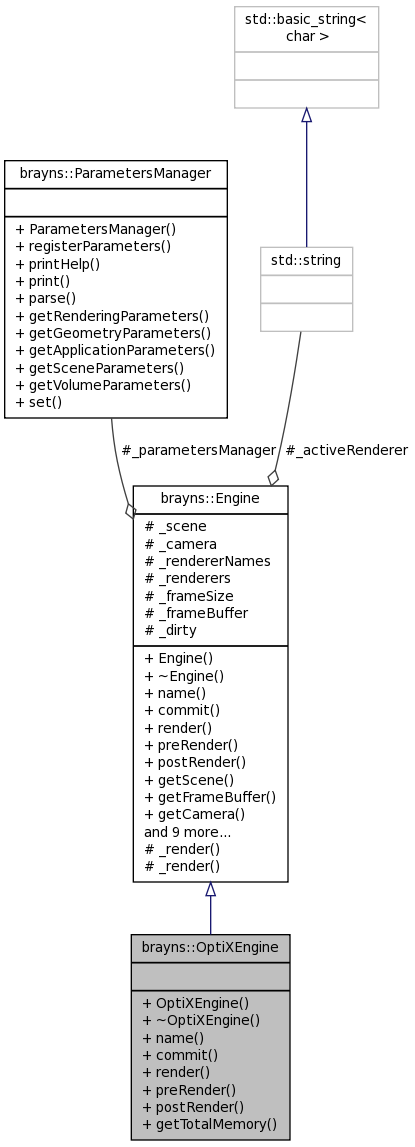 std::basic_string<
char >
brayns::ParametersManager
+ ParametersManager()
+ registerParameters()
+ printHelp()
+ print()
+ parse()
+ getRenderingParameters()
+ getGeometryParameters()
+ getApplicationParameters()
+ getSceneParameters()
+ getVolumeParameters()
+ set()
std::string
#_parametersManager
#_activeRenderer
brayns::Engine
# _scene
# _camera
# _rendererNames
# _renderers
# _frameSize
# _frameBuffer
# _dirty
+ Engine()
+ ~Engine()
+ name()
+ commit()
+ render()
+ preRender()
+ postRender()
+ getScene()
+ getFrameBuffer()
+ getCamera()
and 9 more...
# _render()
# _render()
brayns::OptiXEngine
+ OptiXEngine()
+ ~OptiXEngine()
+ name()
+ commit()
+ render()
+ preRender()
+ postRender()
+ getTotalMemory()